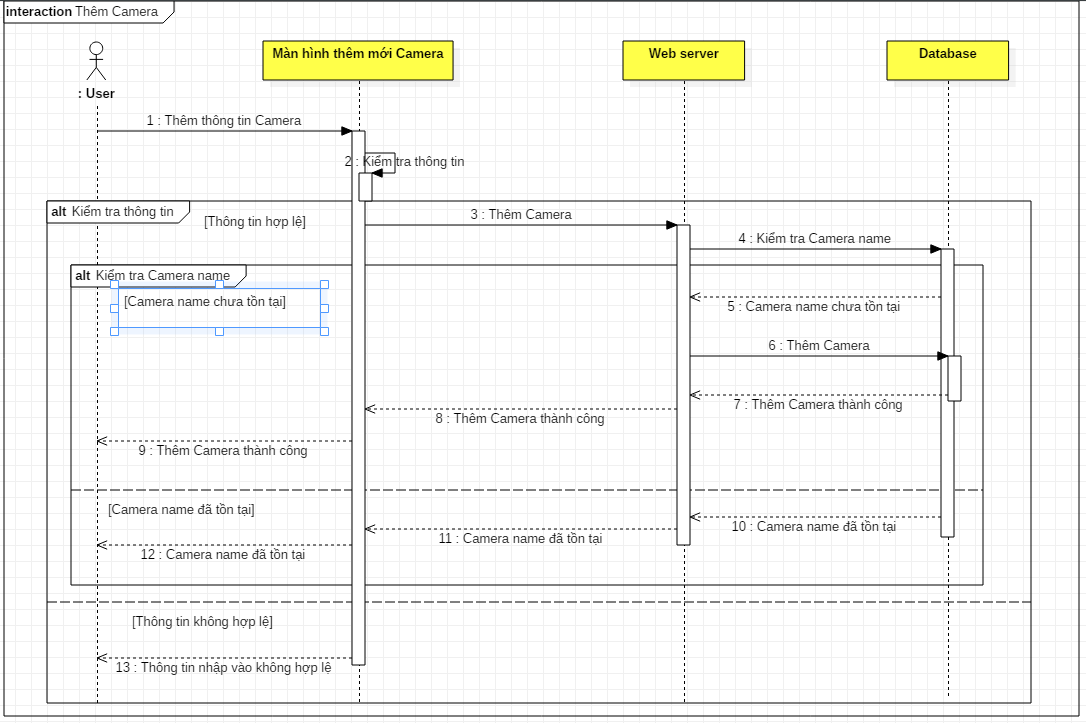 interaction Thêm Camera
Màn hình thêm mới Camera
Web server
Database
: User
1 : Thêm thông tin Camera
2 : Kiểm tra thông tin
alt Kiểm tra thông tin
[Thông tin hợp lệ]
3 : Thêm Camera
4 : Kiểm tra Camera name
alt Kiểm tra Camera name
[Camera name chưa tồn tại]
5 : Camera name chưa tồn tại
6 : Thêm Camera
7 : Thêm Camera thành công
8 : Thêm Camera thành công
9 : Thêm Camera thành công
[Camera name đã tồn tại]
10 : Camera name đã tồn tại
11 : Camera name đã tồn tại
12 : Camera name đã tồn tại
[Thông tin không hợp lệ]
13 : Thông tin nhập vào không hợp lệ